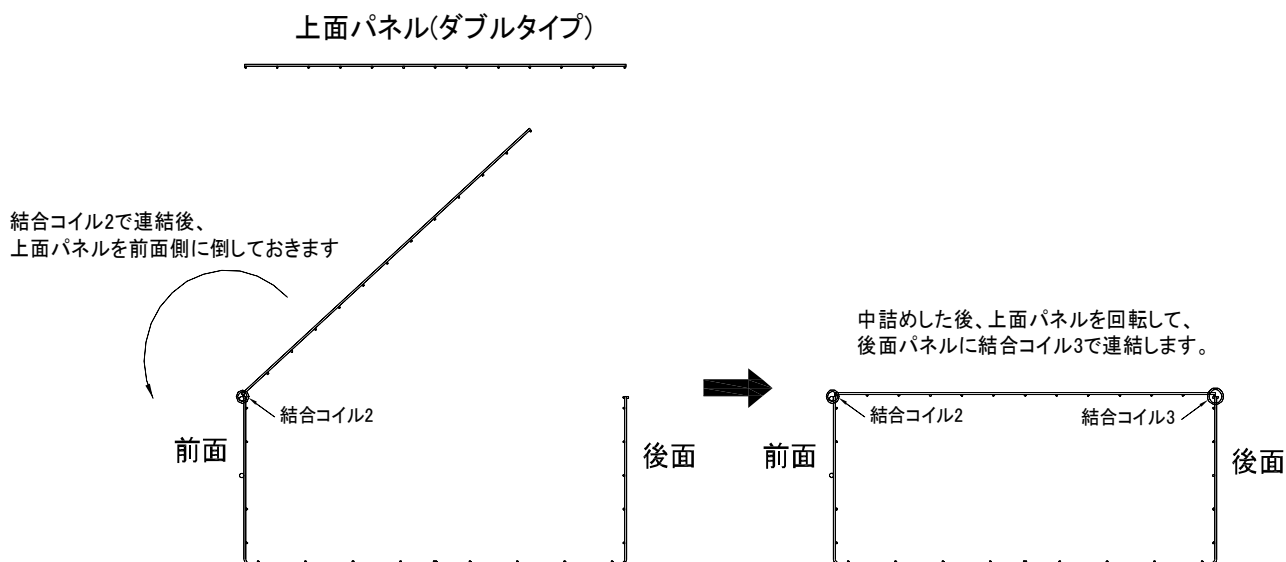 上面パネル(ダブルタイプ)
結合コイル2で連結後、
上面パネルを前面側に倒しておきます
結合コイル2
前面
後面
中詰めした後、上面パネルを回転して、
後面パネルに結合コイル3で連結します。
結合コイル2
結合コイル3
前面
後面